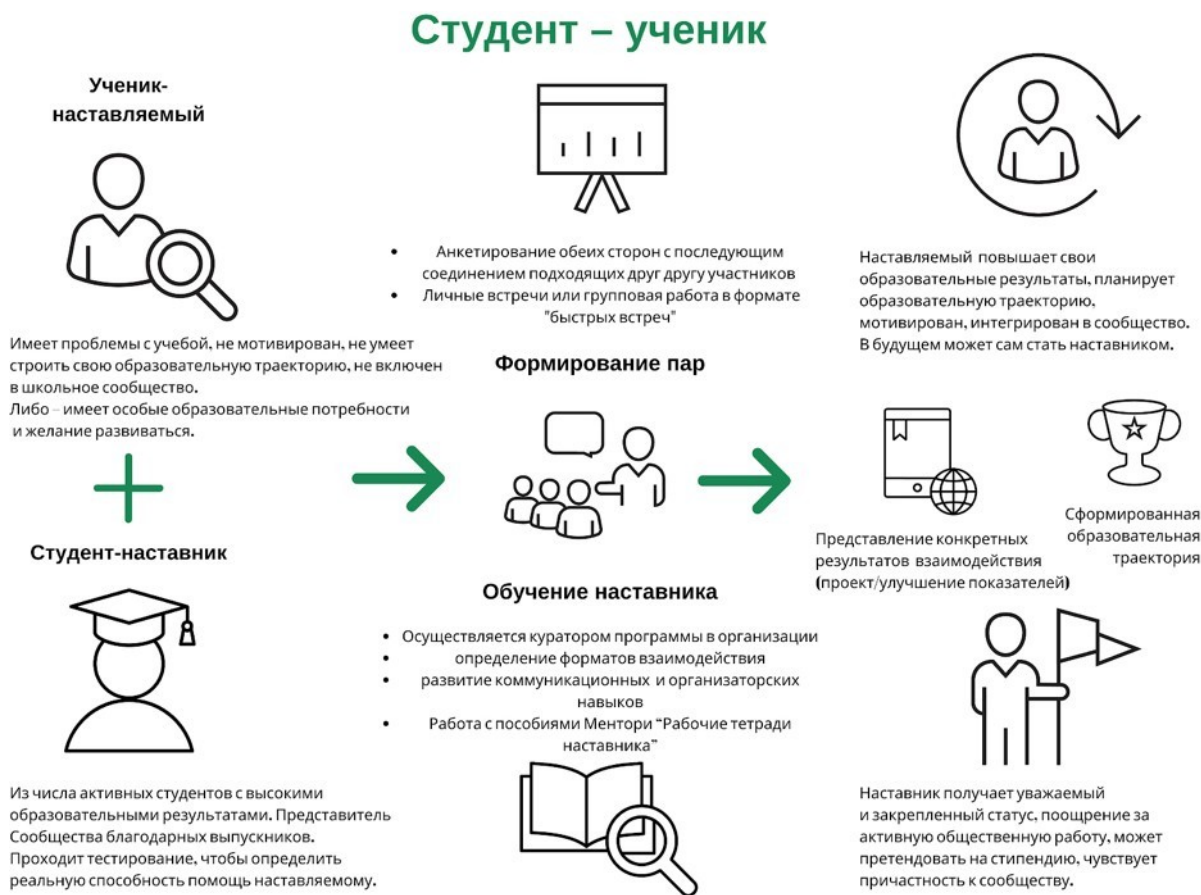 Студент – ученик
Ученик-
наставляемый
Имеет проблемы с учебой, не мотивирован, не умеет
строить свою образовательную траекторию, не включен
в школьное сообщество.
Либо – имеет особые образовательные потребности
и желание развиваться.
Студент-наставник
Из числа активных студентов с высокими
образовательными результатами. Представитель
Сообщества благодарных выпускников.
Проходит тестирование, чтобы определить
реальную способность помощь наставляемому.
• Анкетирование обеих сторон с последующим
соединением подходящих друг другу участников
• Личные встречи или групповая работа в формате
"быстрых встреч"
Формирование пар
Обучение наставника
• Осуществляется куратором программы в организации
• определение форматов взаимодействия
• развитие коммуникационных и организаторских
навыков
• Работа с пособиями Ментори “Рабочие тетради
наставника”
Наставляемый повышает свои
образовательные результаты, планирует
образовательную траекторию,
мотивирован, интегрирован в сообщество.
В будущем может сам стать наставником.
Представление конкретных
результатов взаимодействия
(проект/улучшение показателей)
Сформированная
образовательная
траектория
Наставник получает уважаемый
и закрепленный статус, поощрение за
активную общественную работу, может
претендовать на стипендию, чувствует
причастность к сообществу.